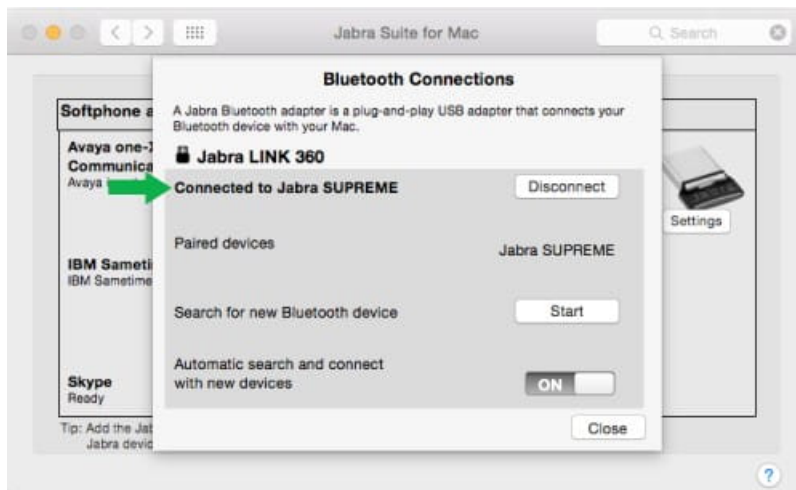 Jabra Suite for Mac
Search
Bluetooth Connections
A Jabra Bluetooth adapter is a plug-and-play USB adapter that connects your
Bluetooth device with your Mac.
Jabra LINK 360
Connected to Jabra SUPREME
Disconnect
Paired devices
Jabra SUPREME
Search for new Bluetooth device
Start
Automatic search and connect
with new devices
ON
Close
Softphone
Avaya
Communica
Avaya
IBM Sameti
IBM Sametime
Skype
Ready
Settings
Tip: Add the Jab
Jabra devic
?